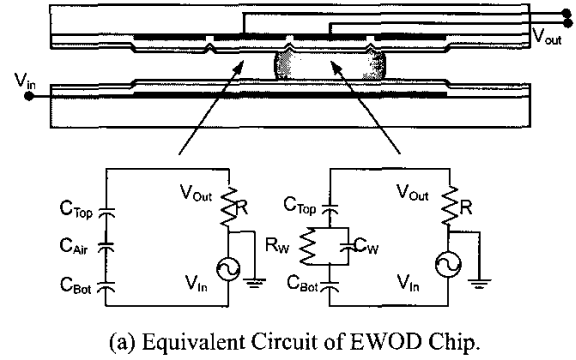 Vout
Vin
VOut
R
CTop
CAir
CBot
VIn
VOut
R
CTop
RW
CW
CBot
VIn
(a) Equivalent Circuit of EWOD Chip.